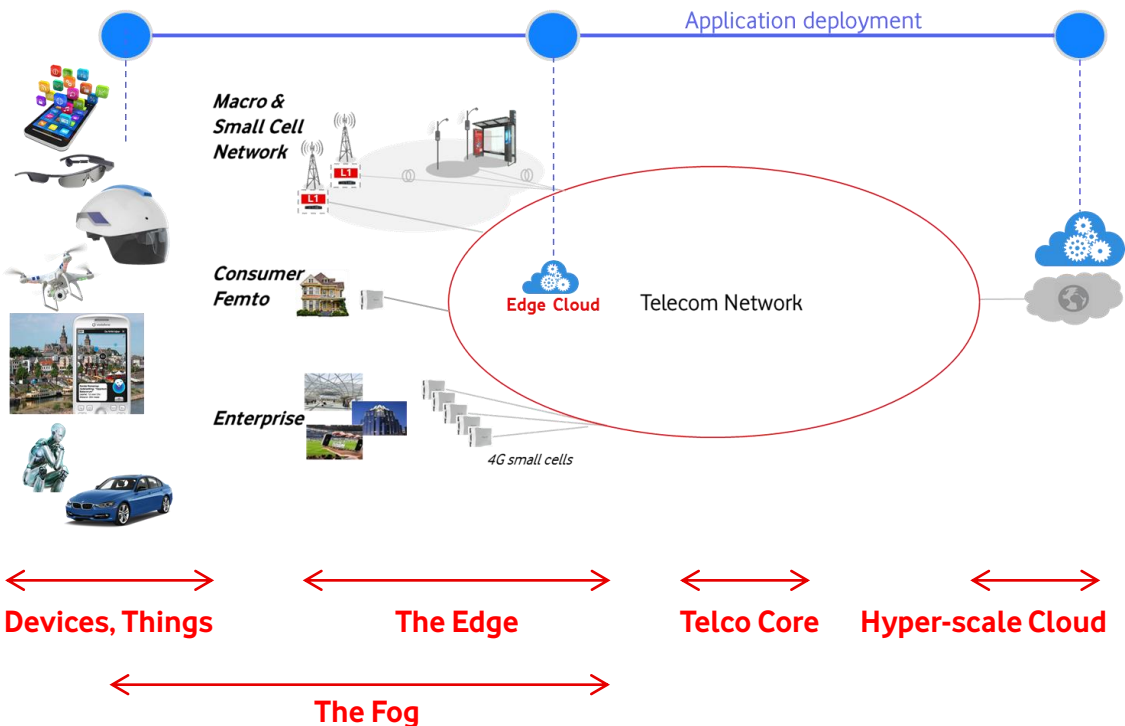 Application deployment
Macro &
Small Cell
Network
L1
L1
Consumer
Femto
Edge Cloud
Telecom Network
Enterprise
4G small cells
Devices, Things
The Edge
Telco Core
Hyper-scale Cloud
The Fog